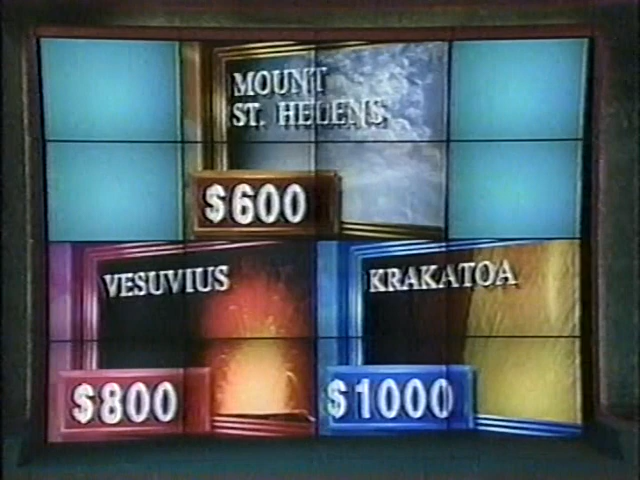 MOUNT
ST. HELENS
$600
VESUVIUS
KRAKATOA
$800
$1000